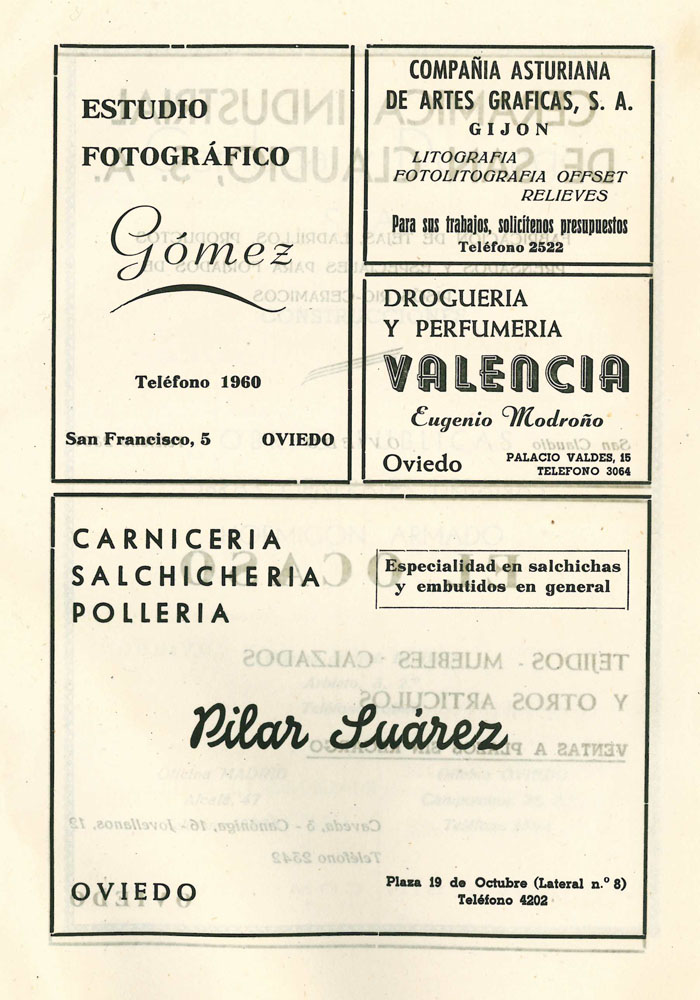 ESTUDIO
FOTOGRÁFICO
Gómez
Teléfono 1960
San Francisco, 5 OVIEDO
COMPAÑIA ASTURIANA
DE ARTES GRAFICAS, S. A.
GIJON
LITOGRAFIA
FOTOLITOGRAFIA OFFSET
RELIEVES
Para sus trabajos, solicítenos presupuestos
Teléfono 2522
DROGUERIA
Y PERFUMERIA
VALENCIA
Eugenio Modroño
Oviedo
PALACIO VALDES, 15
TELEFONO 3064
CARNICERIA
SALCHICHERIA
POLLERIA
Especialidad en salchichas
y embutidos en general
Pilar Suárez
OVIEDO
Plaza 19 de Octubre (Lateral n.º 8)
Teléfono 4202